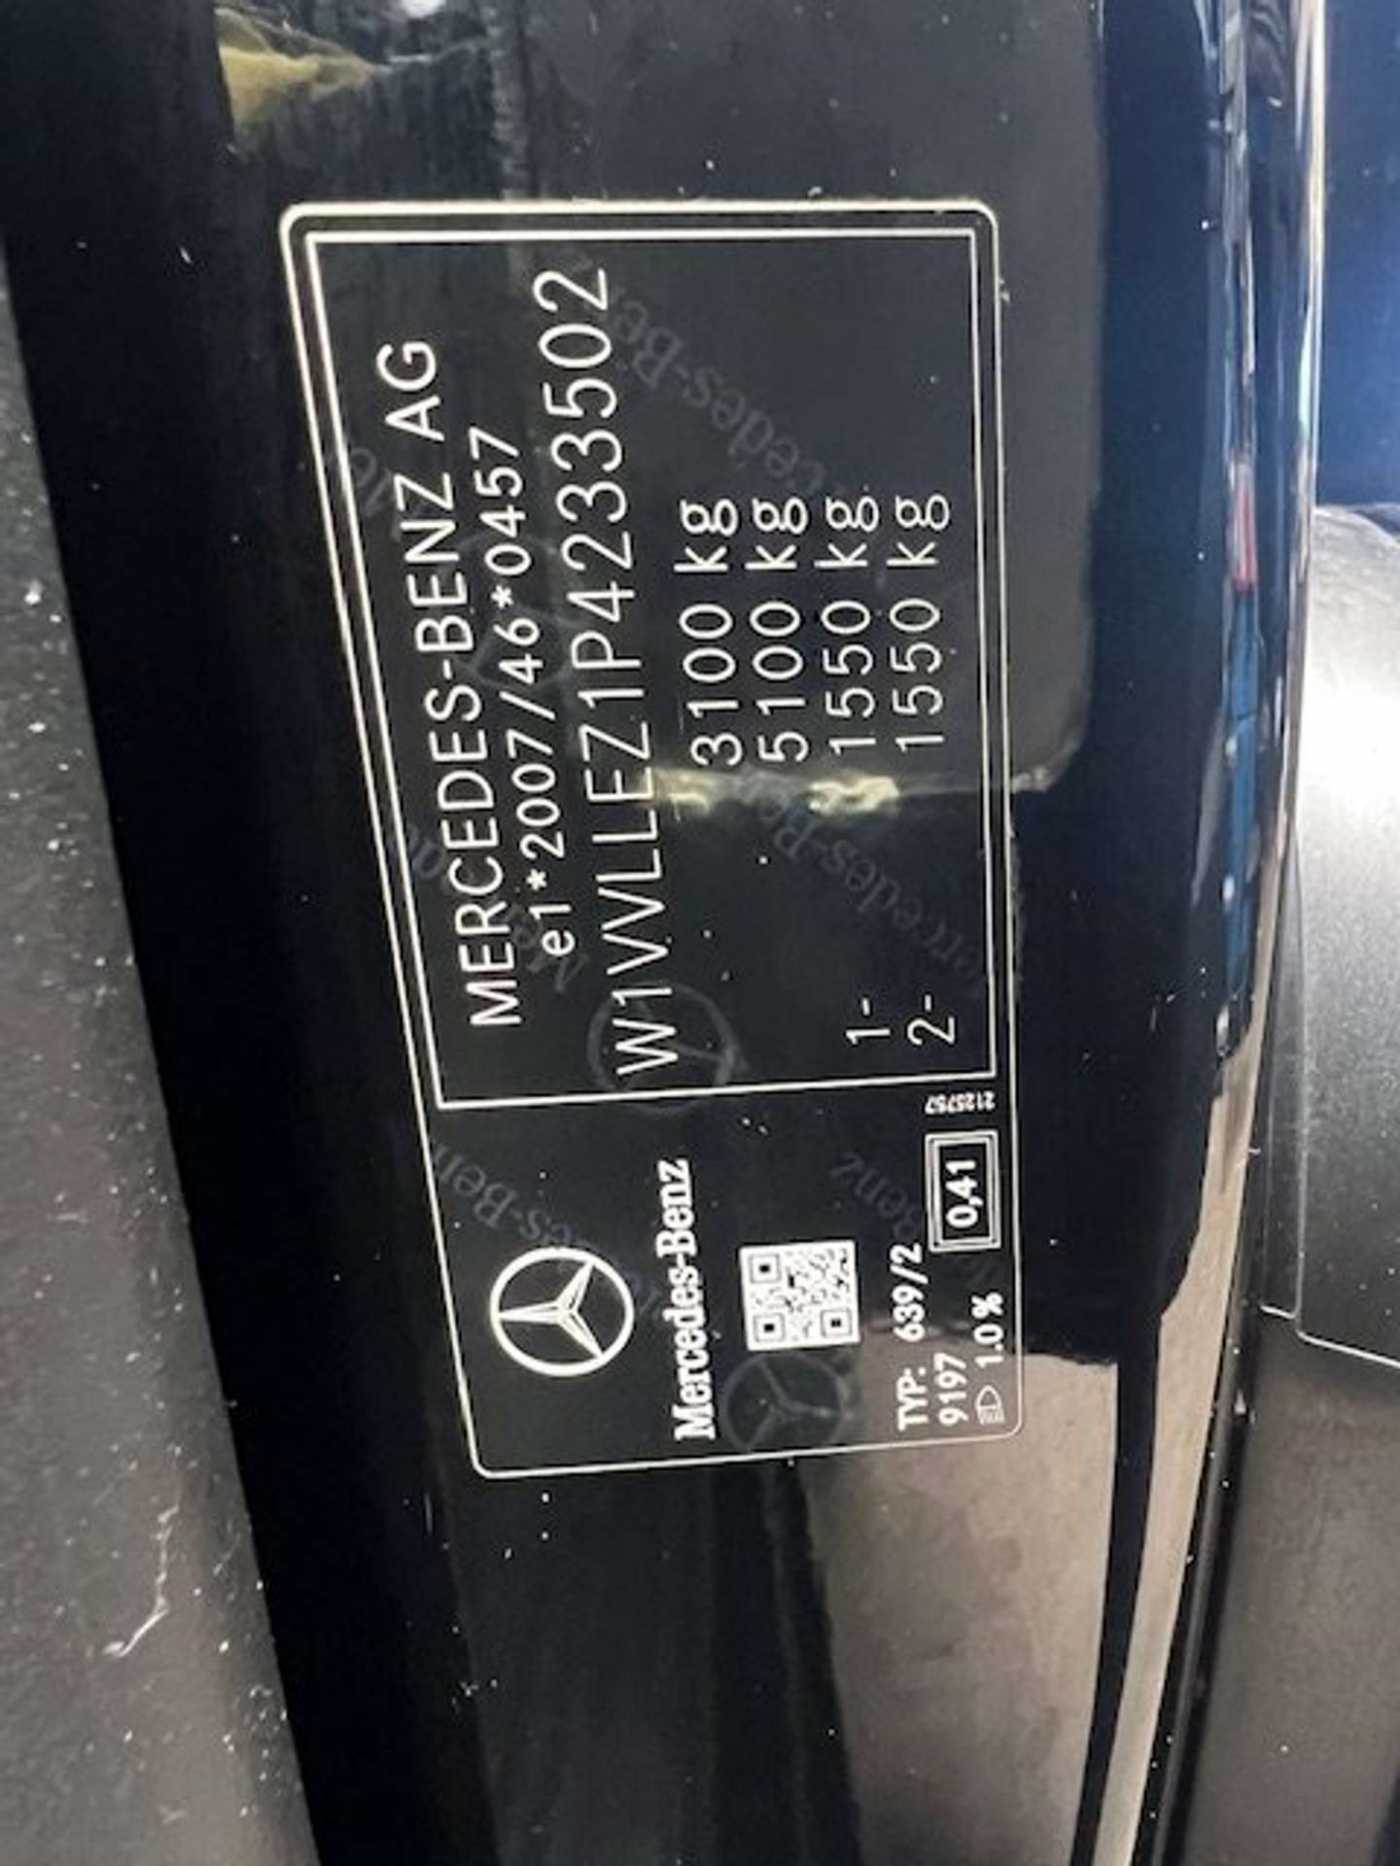 MERCEDES-BENZ AG
e1*2007/46*0457
W1VVLLEZ1P4233502
3100 kg
5100 kg
1- 1550 kg
2- 1550 kg
Mercedes-Benz
TYP: 639/2
9197
1.0 %
0,41
2125757